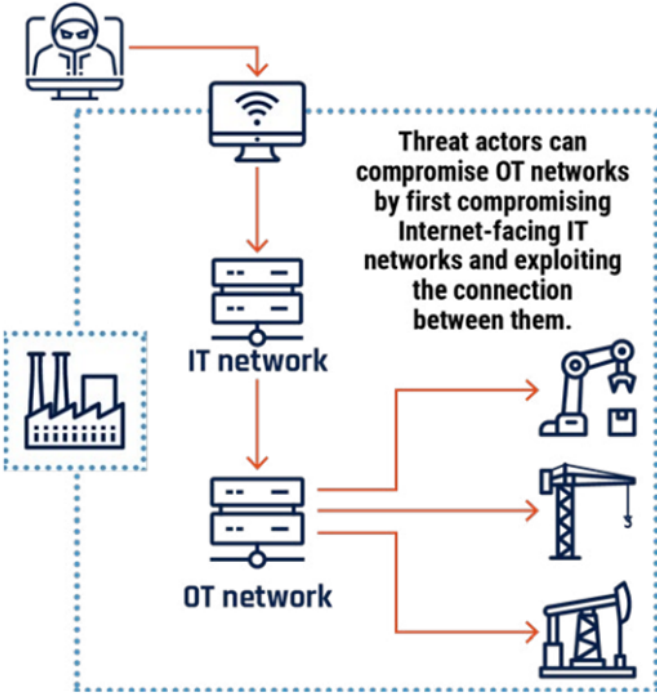 Threat actors can
compromise OT networks
by first compromising
Internet-facing IT
networks and exploiting
the connection
between them.
IT network
OT network